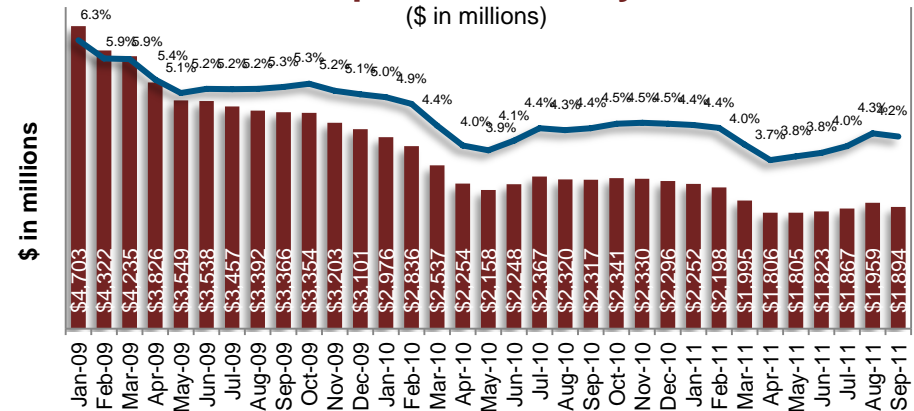 ($ in millions)
$ in millions
6.3% 5.9% 5.9% 5.4% 5.1% 5.2% 5.2% 5.2% 5.3% 5.3% 5.2% 5.1% 5.0% 4.9% 4.4% 4.0% 3.9% 4.1% 4.4% 4.3% 4.4% 4.5% 4.5% 4.5% 4.4% 4.4% 4.0% 3.7% 3.8% 3.8% 4.0% 4.3% 4.2%
$4.703 $4.322 $4.235 $3.826 $3.549 $3.538 $3.457 $3.392 $3.366 $3.354 $3.203 $3.101 $2.976 $2.836 $2.537 $2.254 $2.158 $2.248 $2.367 $2.320 $2.317 $2.341 $2.330 $2.296 $2.252 $2.198 $1.995 $1.806 $1.805 $1.823 $1.867 $1.959 $1.894
Jan-09 Feb-09 Mar-09 Apr-09 May-09 Jun-09 Jul-09 Aug-09 Sep-09 Oct-09 Nov-09 Dec-09 Jan-10 Feb-10 Mar-10 Apr-10 May-10 Jun-10 Jul-10 Aug-10 Sep-10 Oct-10 Nov-10 Dec-10 Jan-11 Feb-11 Mar-11 Apr-11 May-11 Jun-11 Jul-11 Aug-11 Sep-11